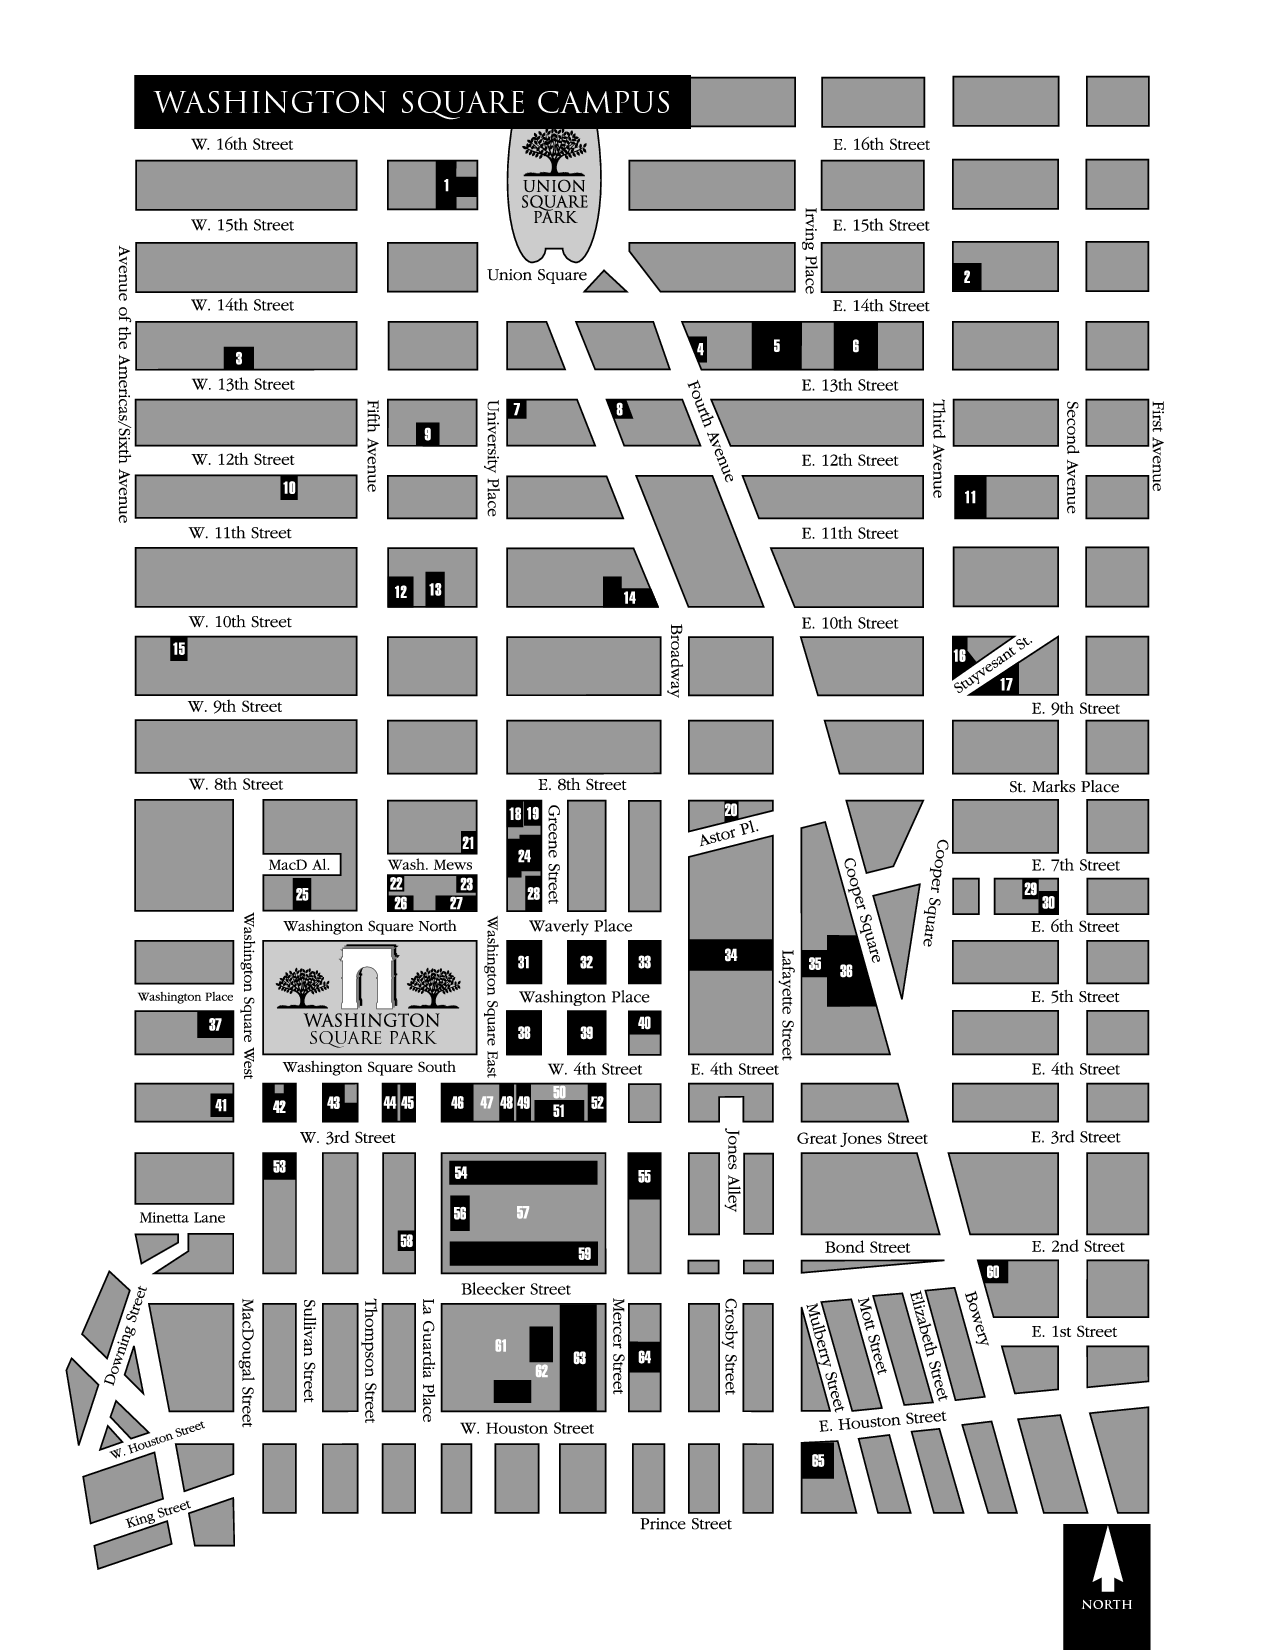 WASHINGTON SQUARE CAMPUS
W. 16th Street
E. 16th Street
1
UNION
SQUARE
PARK
W. 15th Street
Irving Place
E. 15th Street
Avenue of the Americas/Sixth Avenue
Union Square
2
W. 14th Street
E. 14th Street
3
4
5
6
W. 13th Street
E. 13th Street
Fourth Avenue
Fifth Avenue
University Place
7
8
9
Third Avenue
Second Avenue
First Avenue
W. 12th Street
E. 12th Street
10
11
W. 11th Street
E. 11th Street
12
13
14
W. 10th Street
E. 10th Street
Broadway
15
16
Stuyvesant St.
17
W. 9th Street
E. 9th Street
W. 8th Street
E. 8th Street
St. Marks Place
18
19
Greene Street
20
Astor Pl.
21
24
MacD Al.
Wash. Mews
Cooper Square
Cooper Square
E. 7th Street
22
23
25
26
27
28
29
30
Washington Square West
Washington Square North
Washington Square East
Waverly Place
E. 6th Street
31
32
33
34
Lafayette Street
35
36
Washington Place
Washington Place
E. 5th Street
WASHINGTON
SQUARE PARK
37
38
39
40
Washington Square South
W. 4th Street
E. 4th Street
E. 4th Street
41
42
43
44
45
46
47
48
49
50
51
52
W. 3rd Street
Jones Alley
Great Jones Street
E. 3rd Street
53
54
55
56
57
58
59
Minetta Lane
Bond Street
E. 2nd Street
60
Bleecker Street
Downing Street
MacDougal Street
Sullivan Street
Thompson Street
La Guardia Place
Mercer Street
Crosby Street
Mulberry Street
Mott Street
Elizabeth Street
Bowery
E. 1st Street
61
62
63
64
W. Houston Street
W. Houston Street
E. Houston Street
65
King Street
Prince Street
NORTH